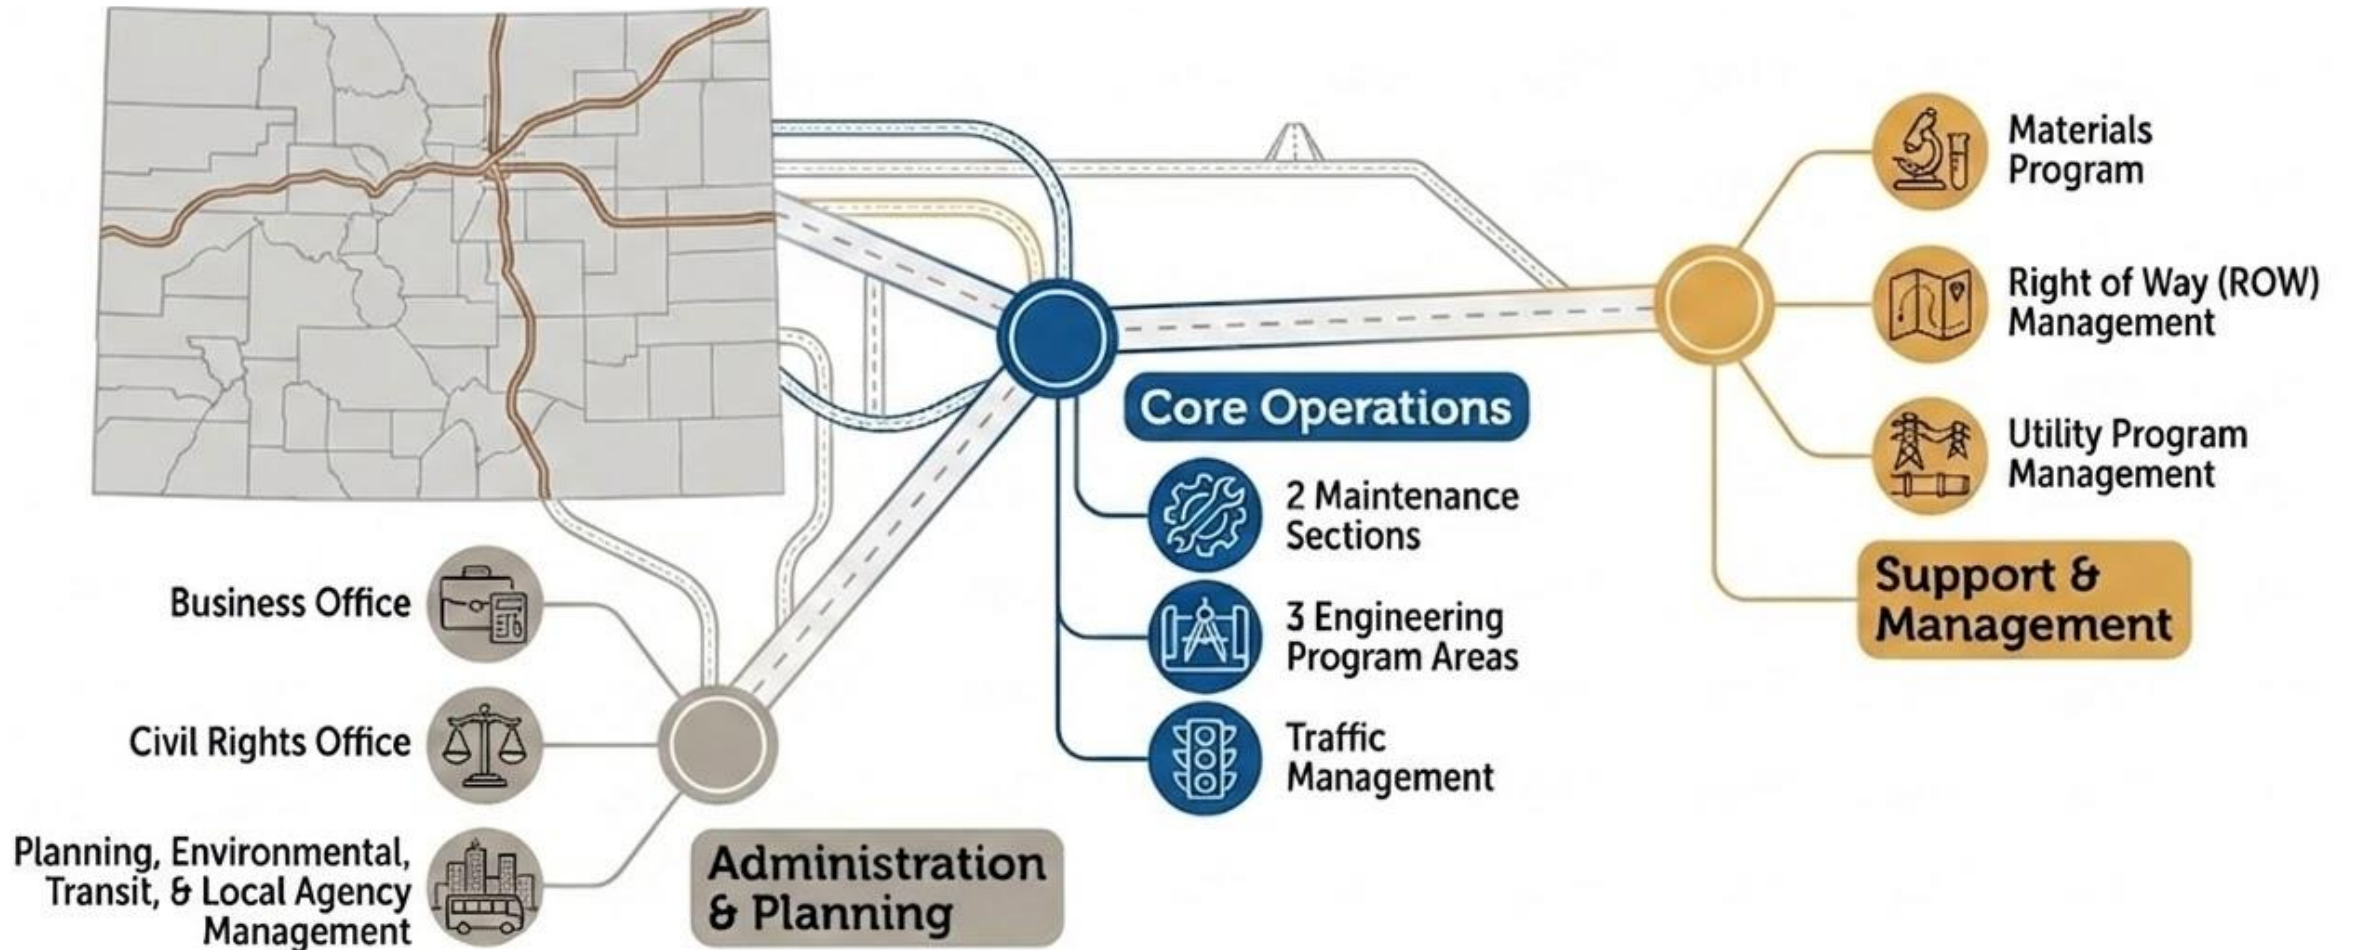 Materials
Program
Right of Way (ROW)
Management
Utility Program
Management
Support &
Management
Core Operations
2 Maintenance
Sections
3 Engineering
Program Areas
Traffic
Management
Business Office
Civil Rights Office
Planning, Environmental,
Transit, & Local Agency
Management
Administration
& Planning